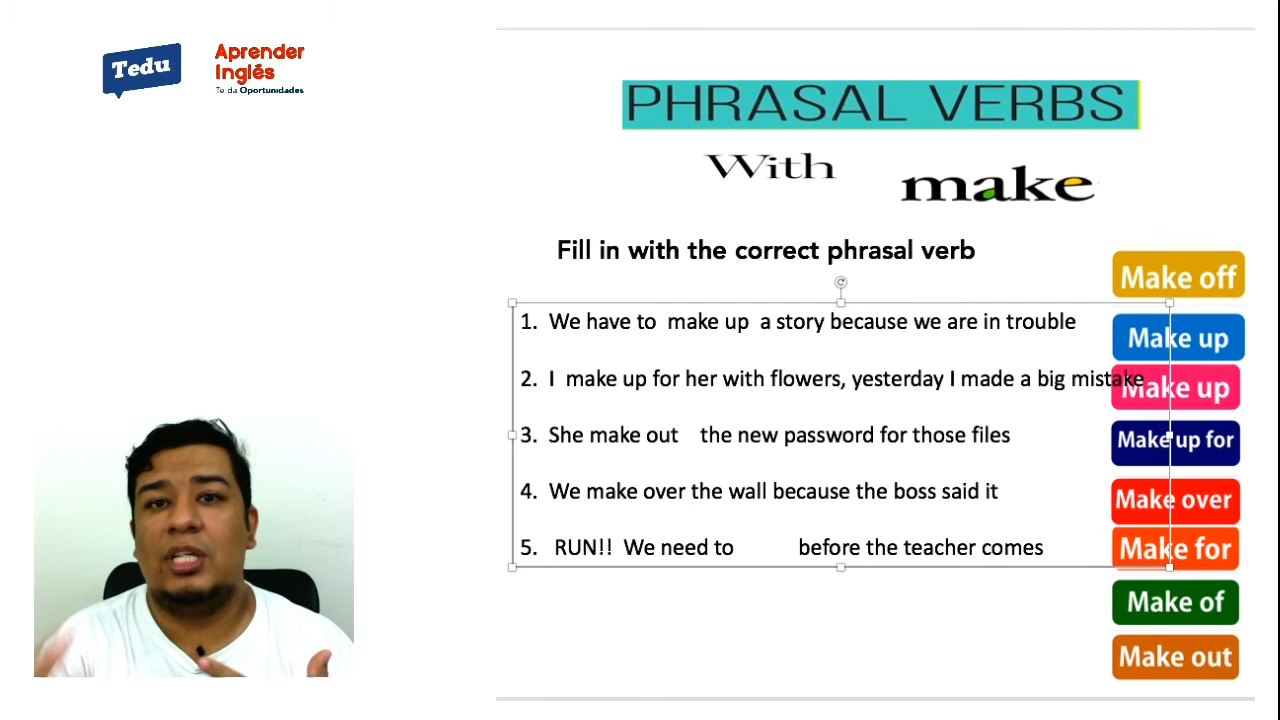 Tedu
Aprender
Inglés
Te da Oportunidades
PHRASAL VERBS
With make
Fill in with the correct phrasal verb
1. We have to make up a story because we are in trouble
2. I make up for her with flowers, yesterday I made a big mistake
3. She make out the new password for those files
4. We make over the wall because the boss said it
5. RUN!! We need to before the teacher comes
Make off
Make up
Make up
Make up for
Make over
Make for
Make of
Make out